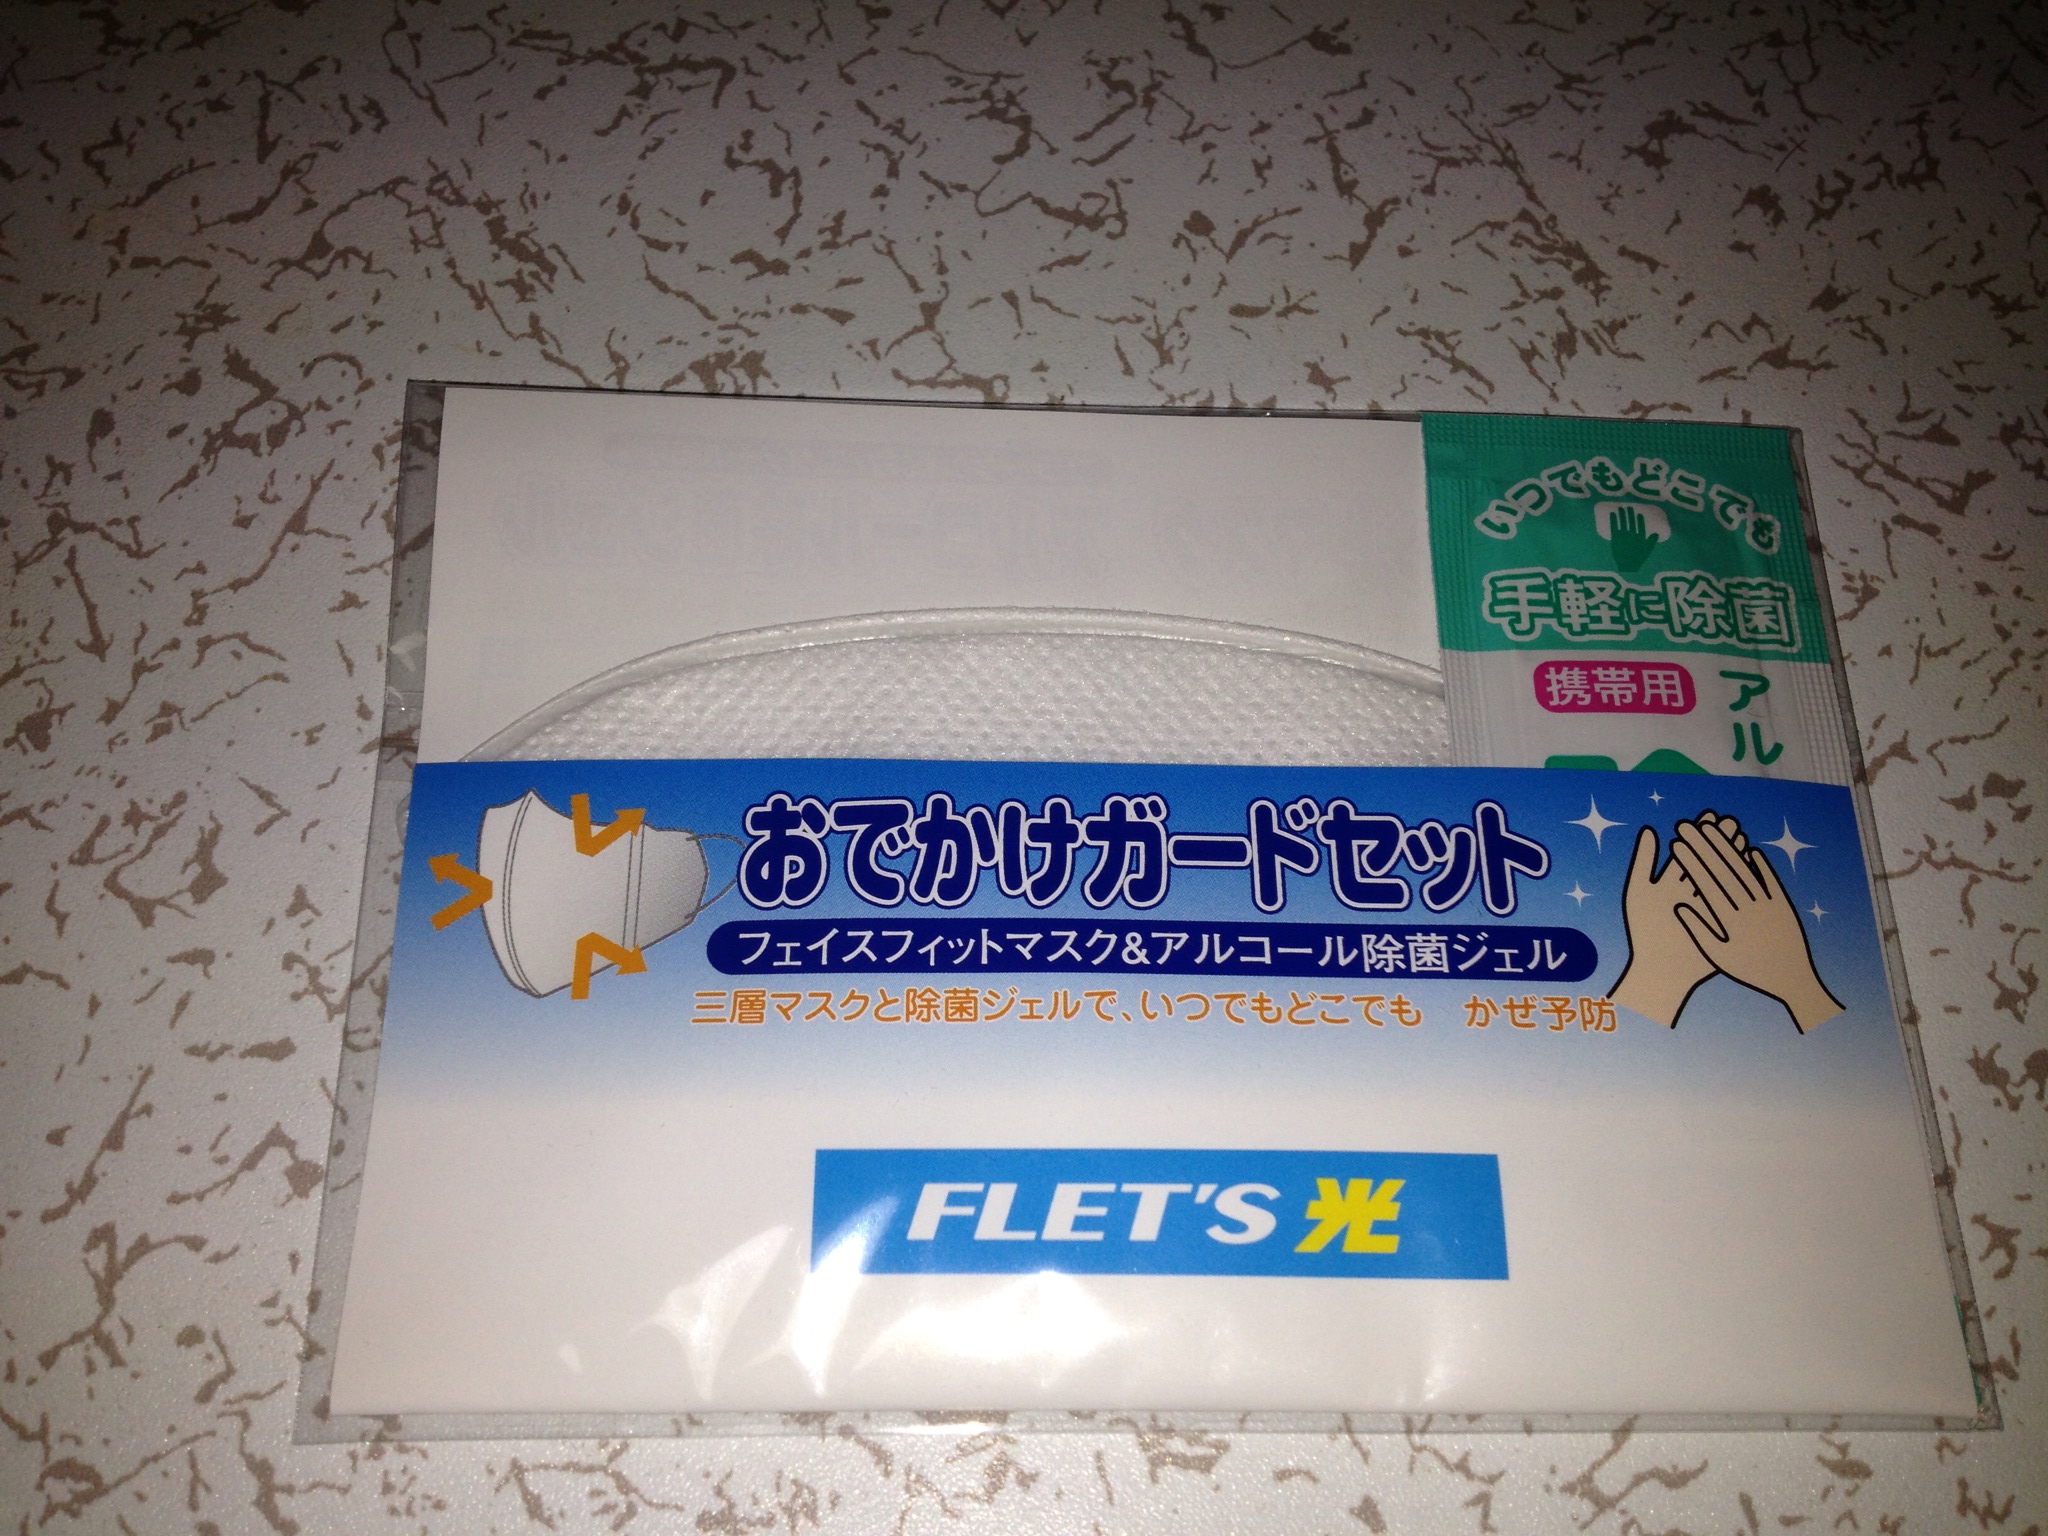 いつでもどこでも
手軽に除菌
携帯用
アル
おでかけガードセット
フェイスフィットマスク&アルコール除菌ジェル
三層マスクと除菌ジェルで、いつでもどこでも　かぜ予防
FLET'S 光